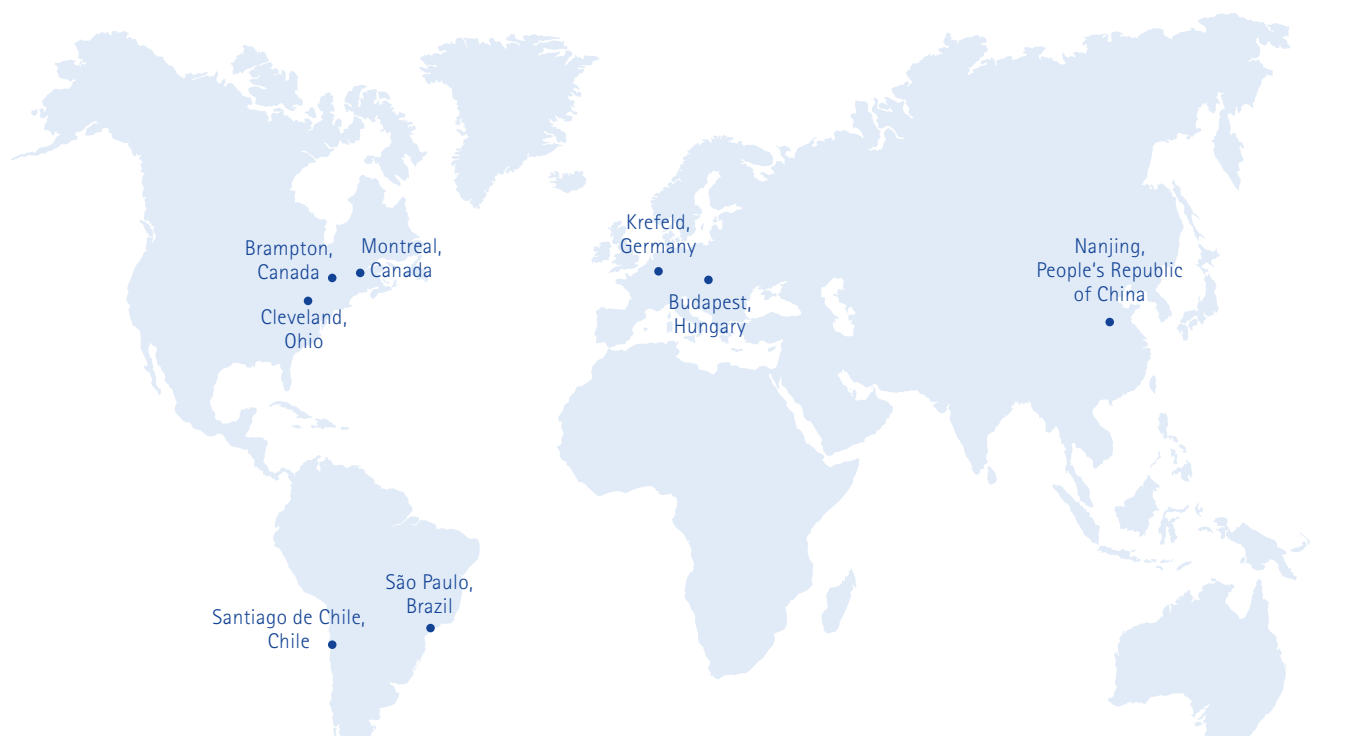 Krefeld,
Germany
Brampton,
Canada
Montreal,
Canada
Nanjing,
People's Republic
of China
Budapest,
Hungary
Cleveland,
Ohio
São Paulo,
Brazil
Santiago de Chile,
Chile